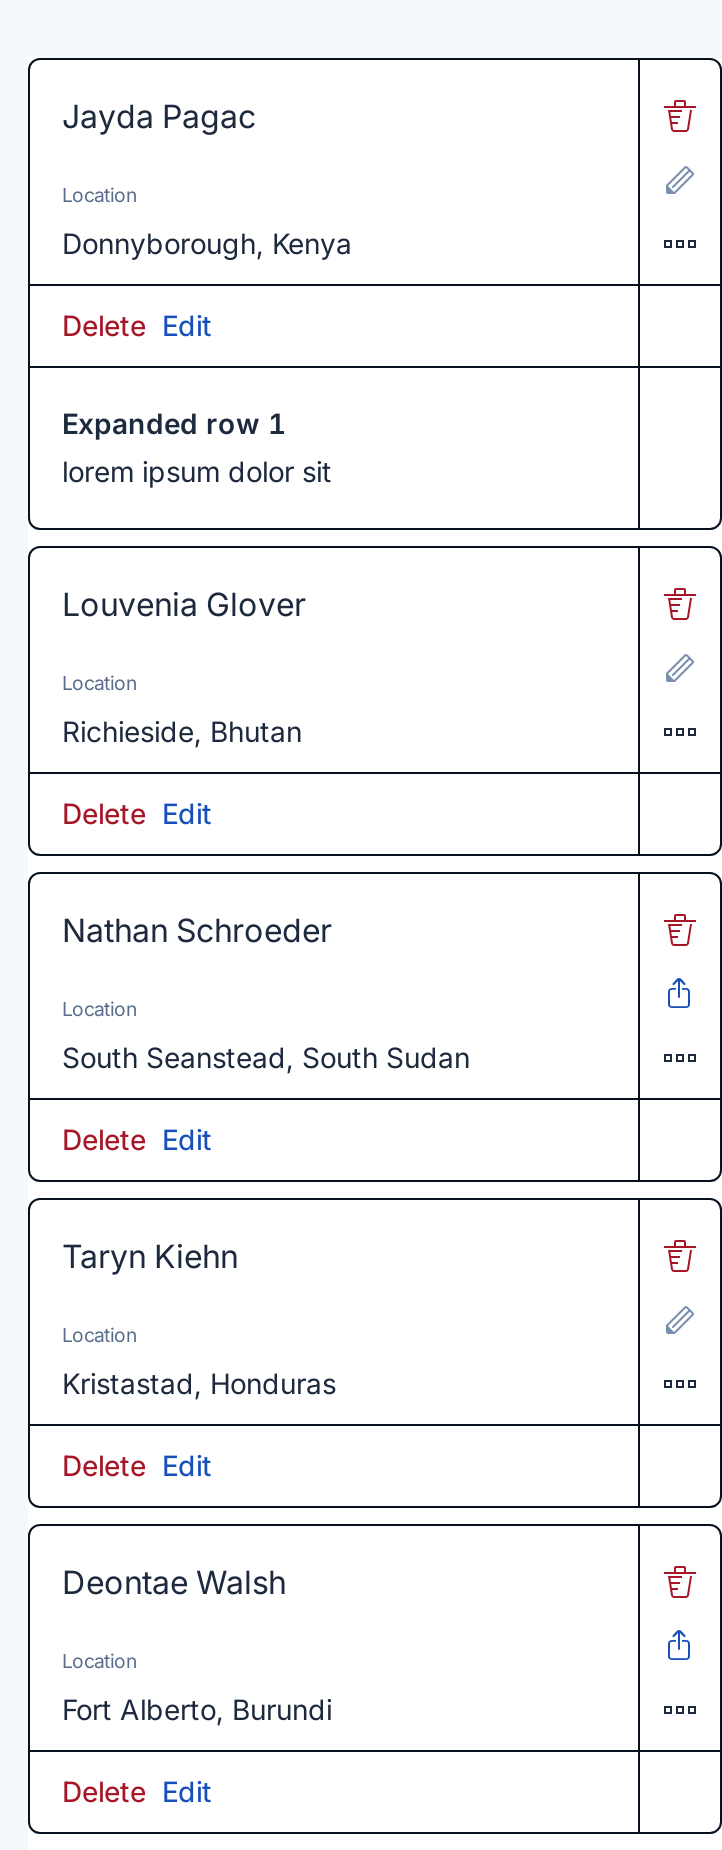 Jayda Pagac
Location
Donnyborough, Kenya
Delete Edit
Expanded row 1
lorem ipsum dolor sit
Louvenia Glover
Location
Richieside, Bhutan
Delete Edit
Nathan Schroeder
Location
South Seanstead, South Sudan
Delete Edit
Taryn Kiehn
Location
Kristastad, Honduras
Delete Edit
Deontae Walsh
Location
Fort Alberto, Burundi
Delete Edit